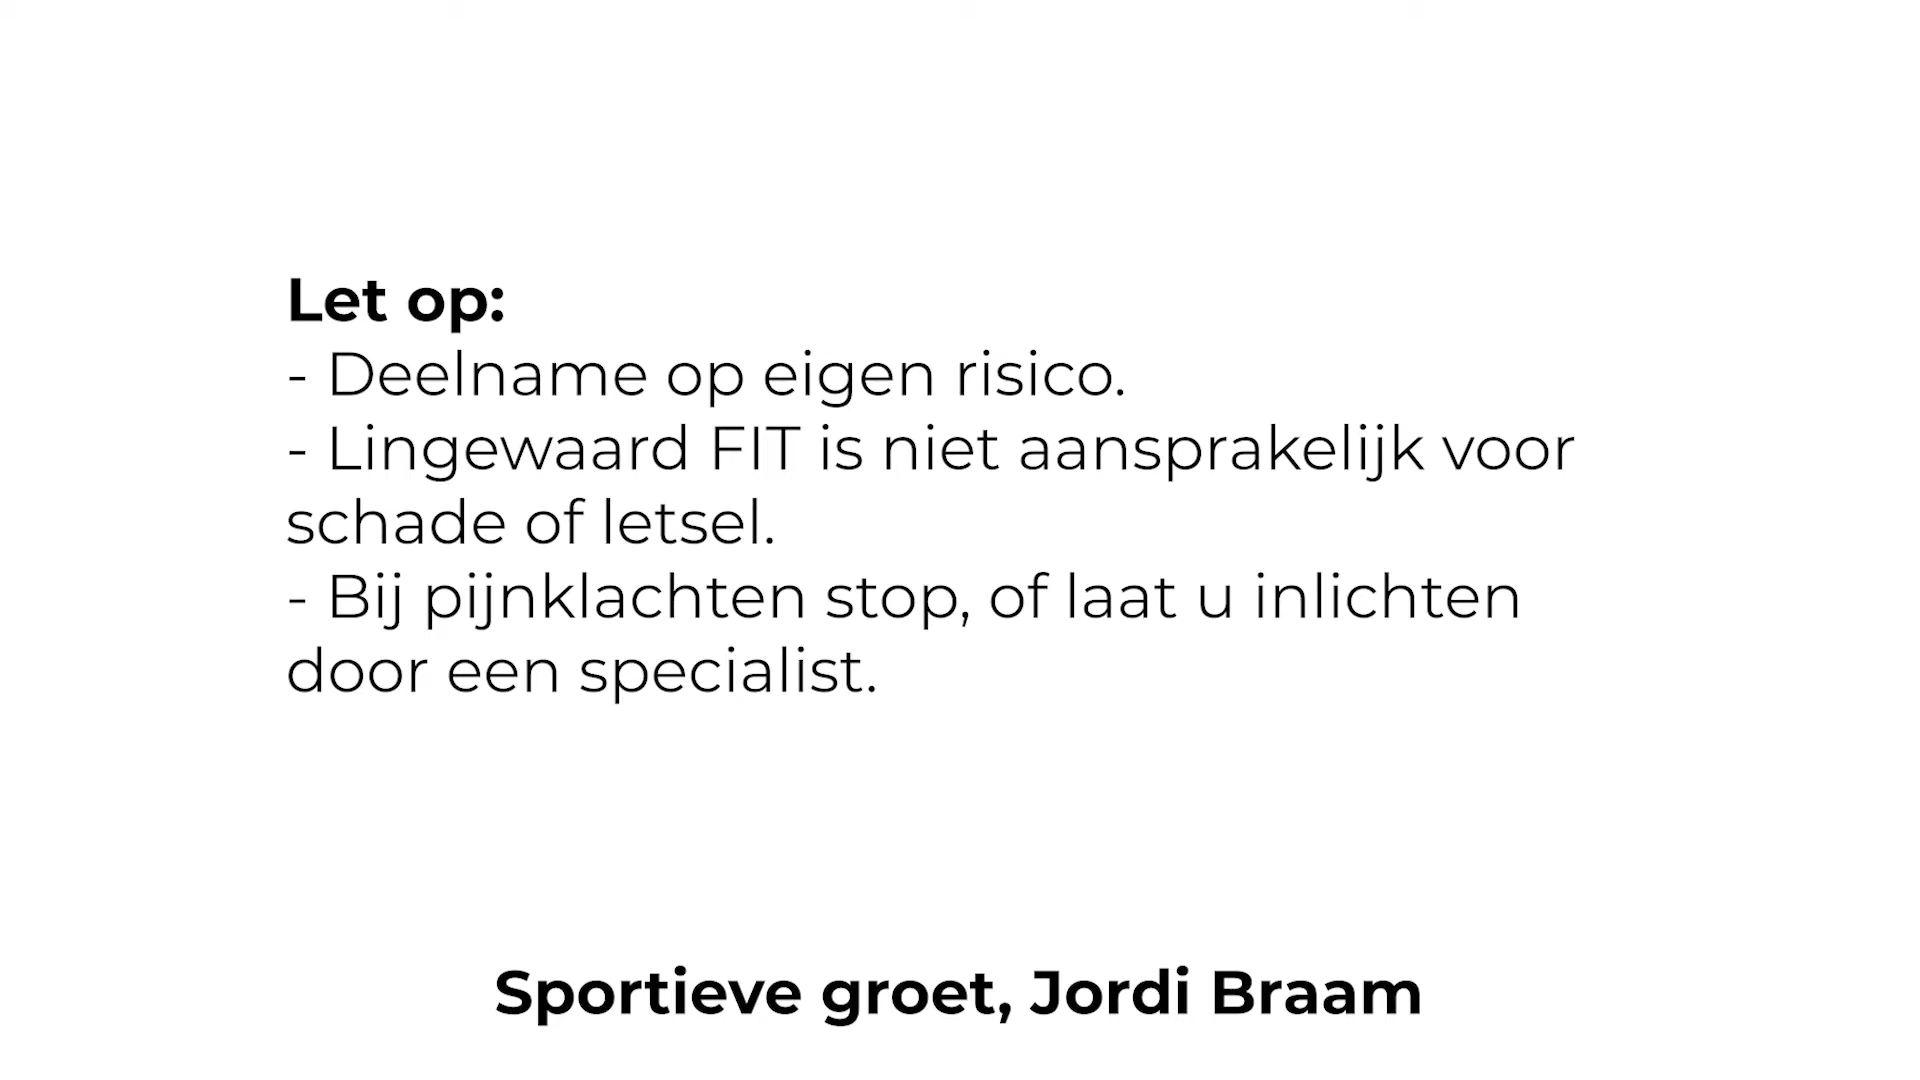 Let op:
- Deelname op eigen risico.
- Lingewaard FIT is niet aansprakelijk voor
schade of letsel.
- Bij pijnklachten stop, of laat u inlichten
door een specialist.
Sportieve groet, Jordi Braam